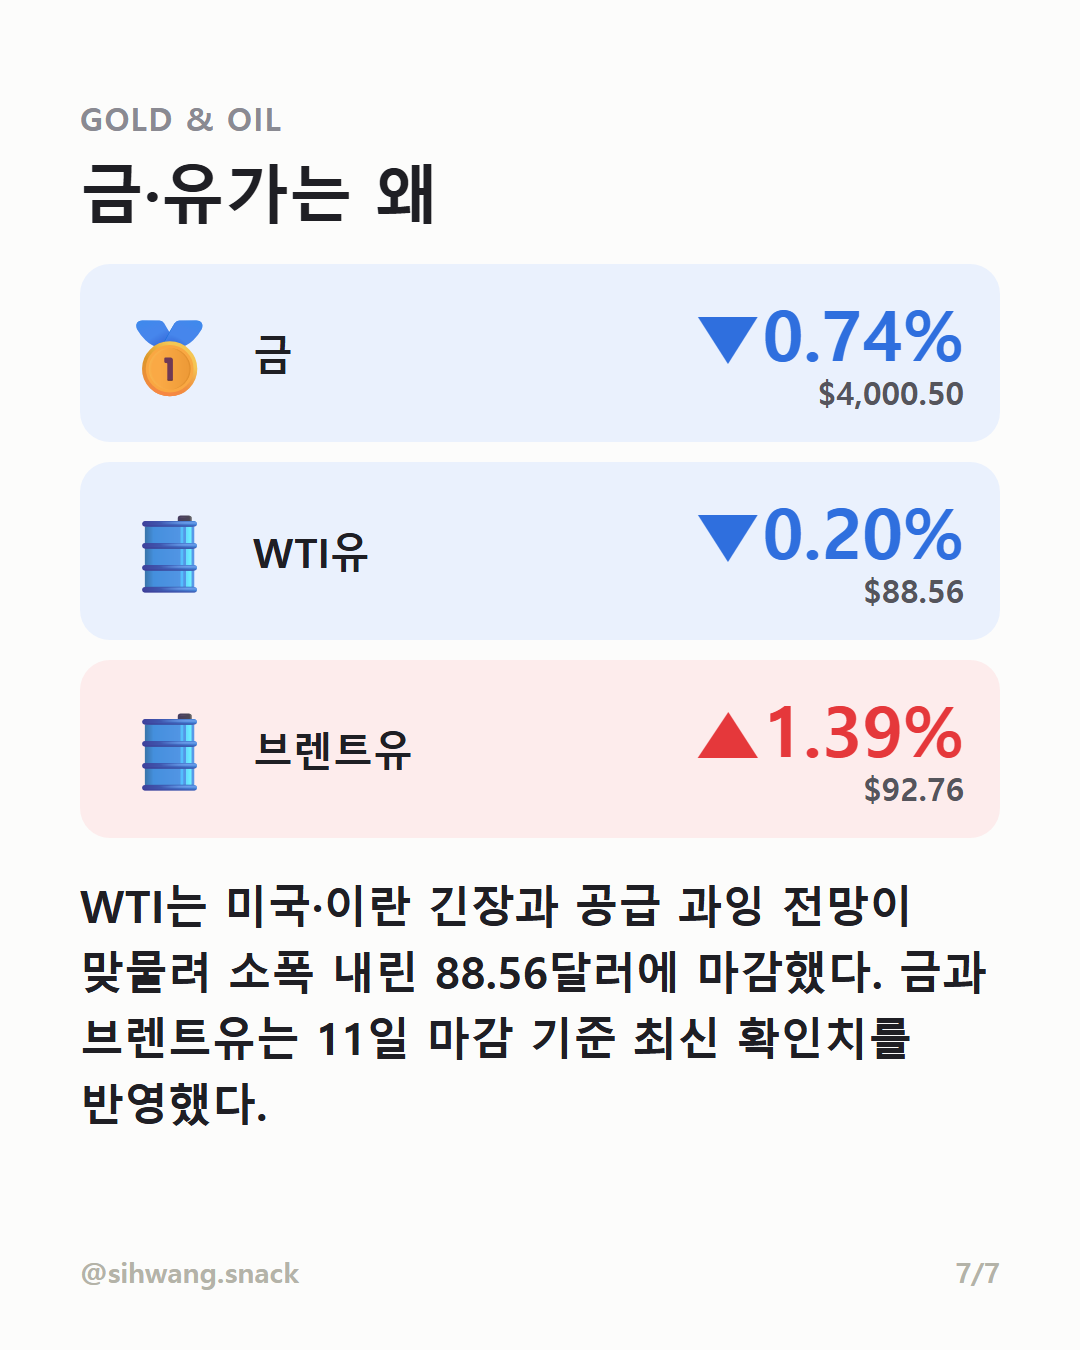 GOLD & OIL
금·유가는 왜
1
금
▼0.74%
$4,000.50
WTI유
▼0.20%
$88.56
브렌트유
▲1.39%
$92.76
WTI는 미국·이란 긴장과 공급 과잉 전망이
맞물려 소폭 내린 88.56달러에 마감했다. 금과
브렌트유는 11일 마감 기준 최신 확인치를
반영했다.
@sihwang.snack
7/7